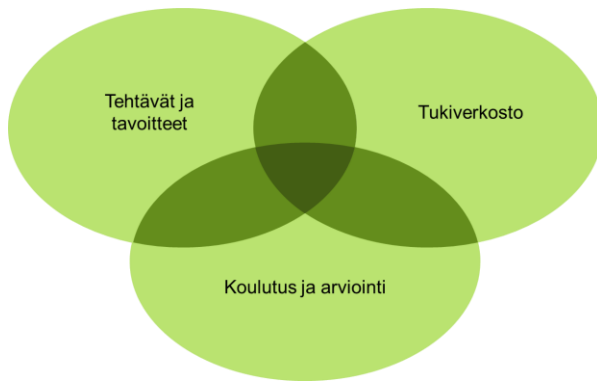 Tehtävät ja
tavoitteet
Tukiverkosto
Koulutus ja arviointi